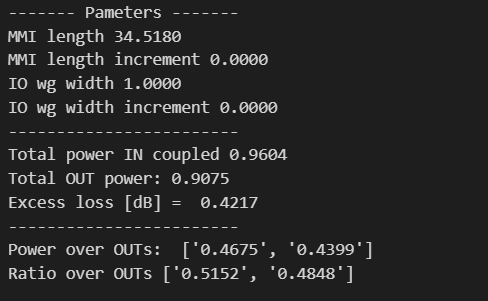 ------- Pameters -------
MMI length 34.5180
MMI length increment 0.0000
IO wg width 1.0000
IO wg width increment 0.0000
------------------------
Total power IN coupled 0.9604
Total OUT power: 0.9075
Excess loss [dB] =  0.4217
------------------------
Power over OUTs:  ['0.4675', '0.4399']
Ratio over OUTs ['0.5152', '0.4848']